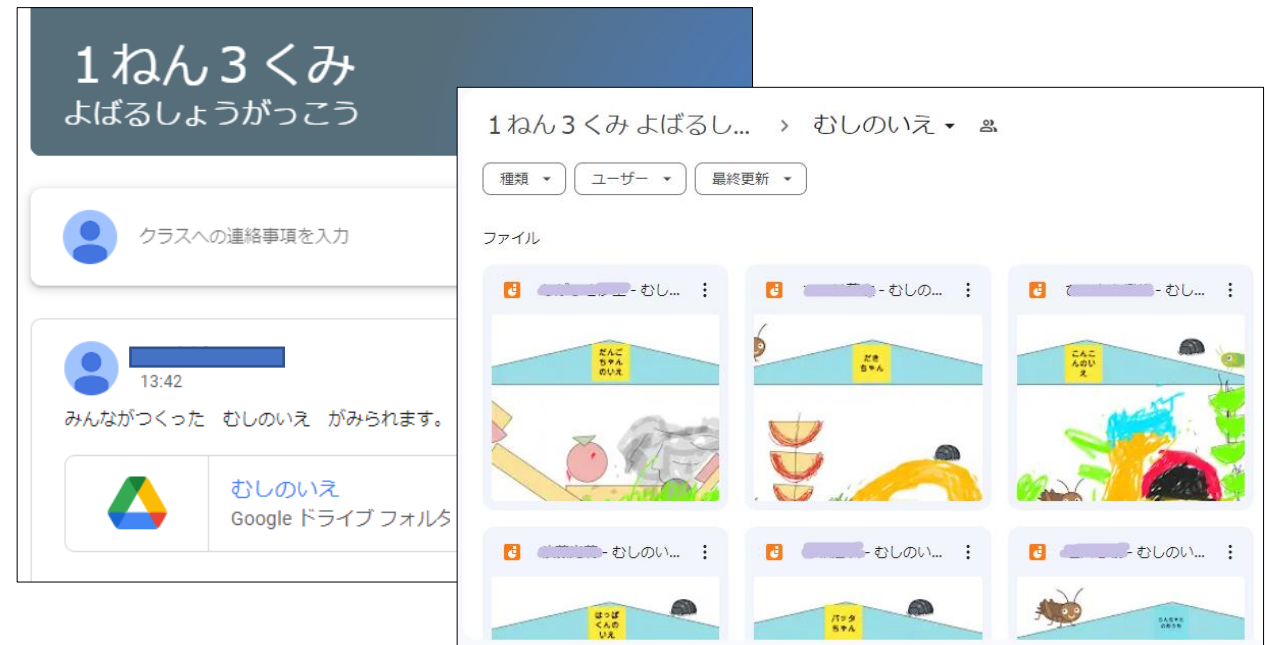 1ねん3くみ
よばるしょうがっこう
クラスへの連絡事項を入力
13:42
みんながつくった　むしのいえ　がみられます。
むしのいえ
Google ドライブ フォルダ
1ねん3くみ よばるし... › むしのいえ
種類
ユーザー
最終更新
ファイル
- むし...
- むしの...
- むし...
だんご
ちゃん
のいえ
だき
ちゃん
こんこ
んのい
え
- むしのい...
- むしのい...
- むしのい...
はっぱ
くんの
いえ
バッタ
ちゃん